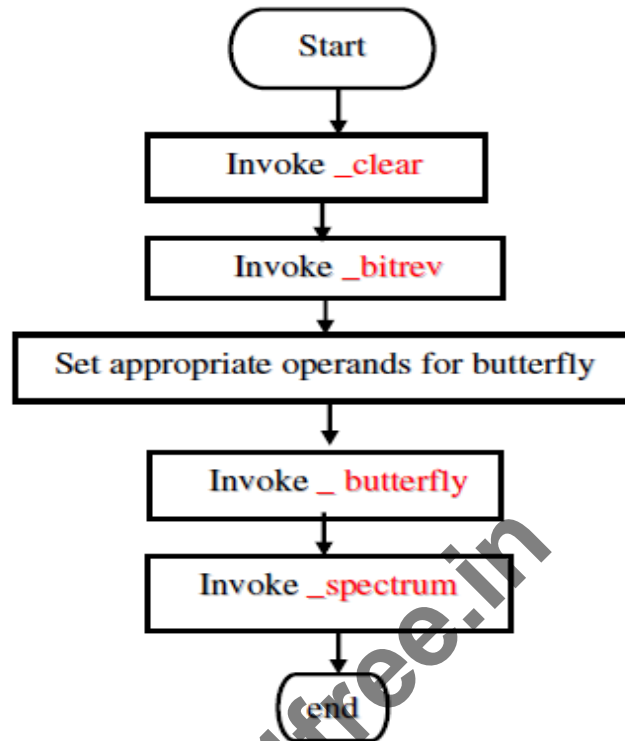 Start
Invoke _clear
Invoke _bitrev
Set appropriate operands for butterfly
Invoke _ butterfly
Invoke _spectrum
end